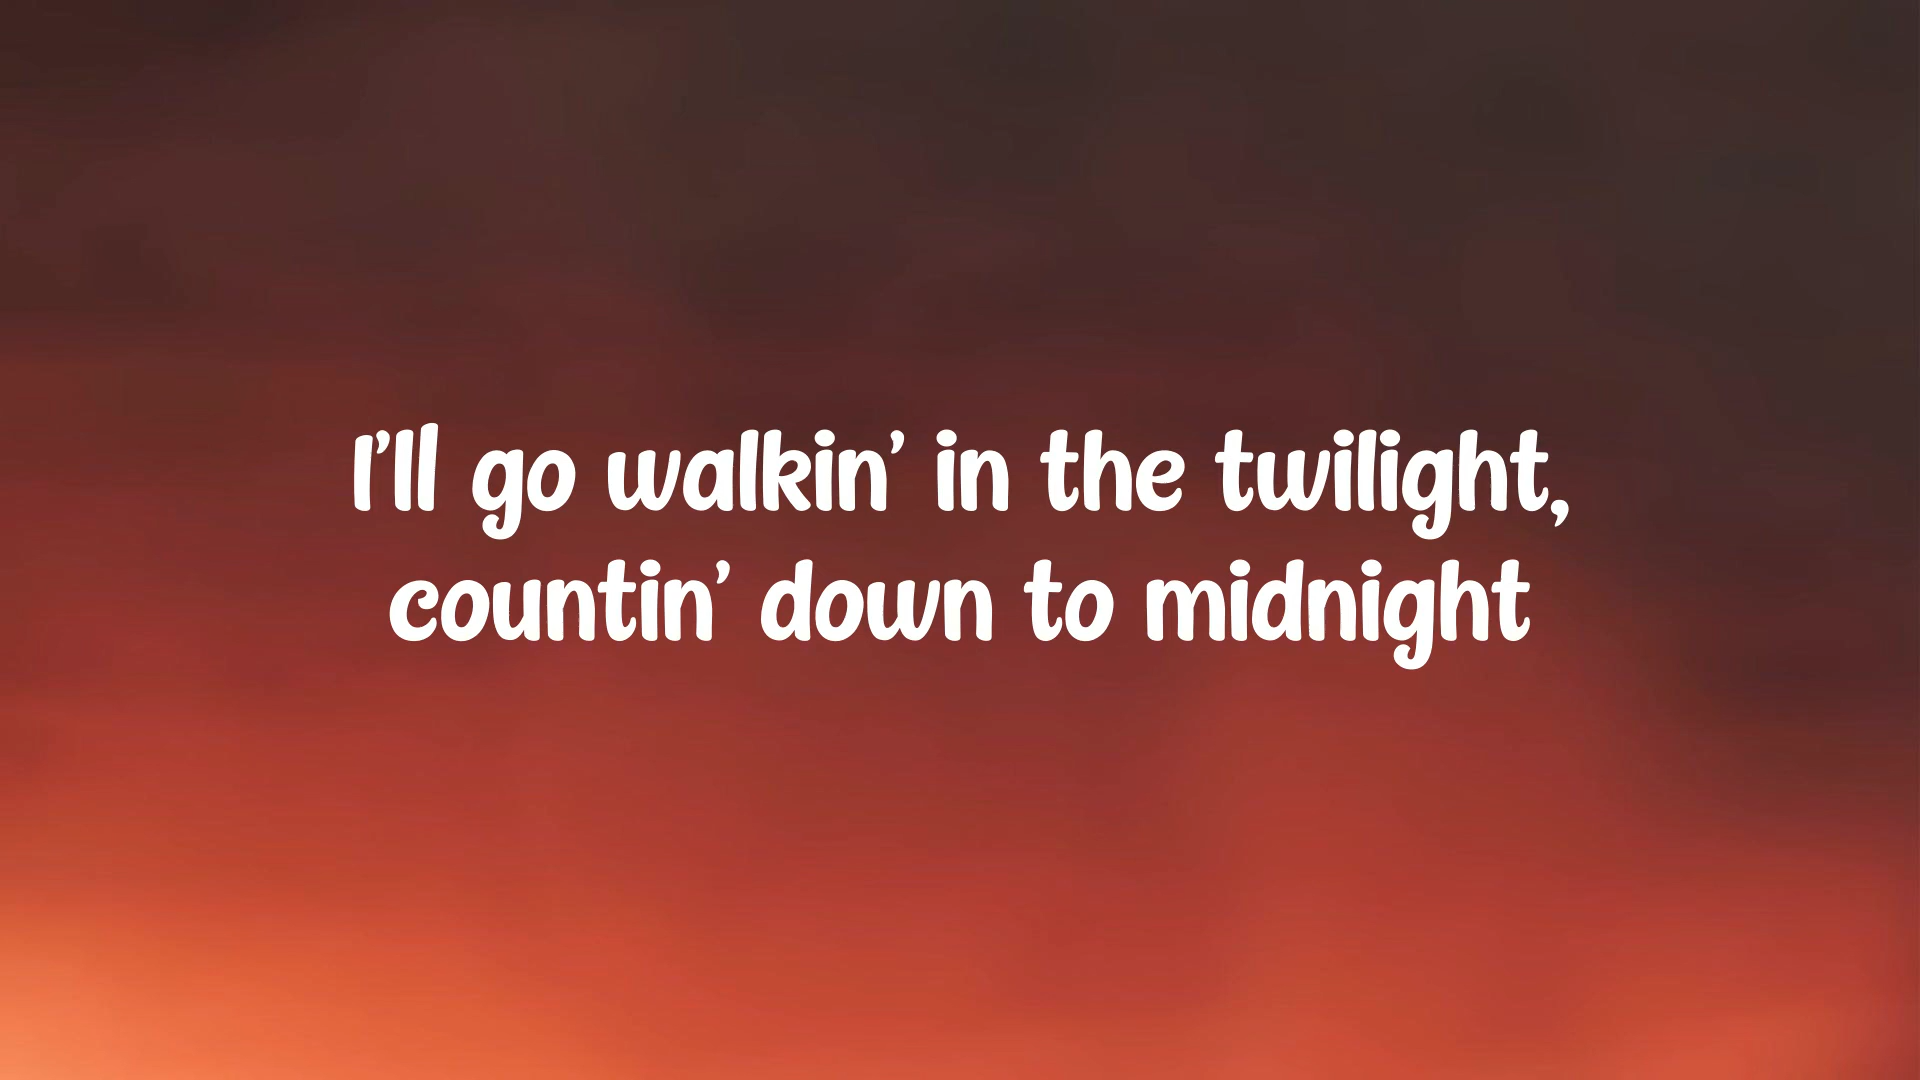 I’ll go walkin’ in the twilight,
countin’ down to midnight